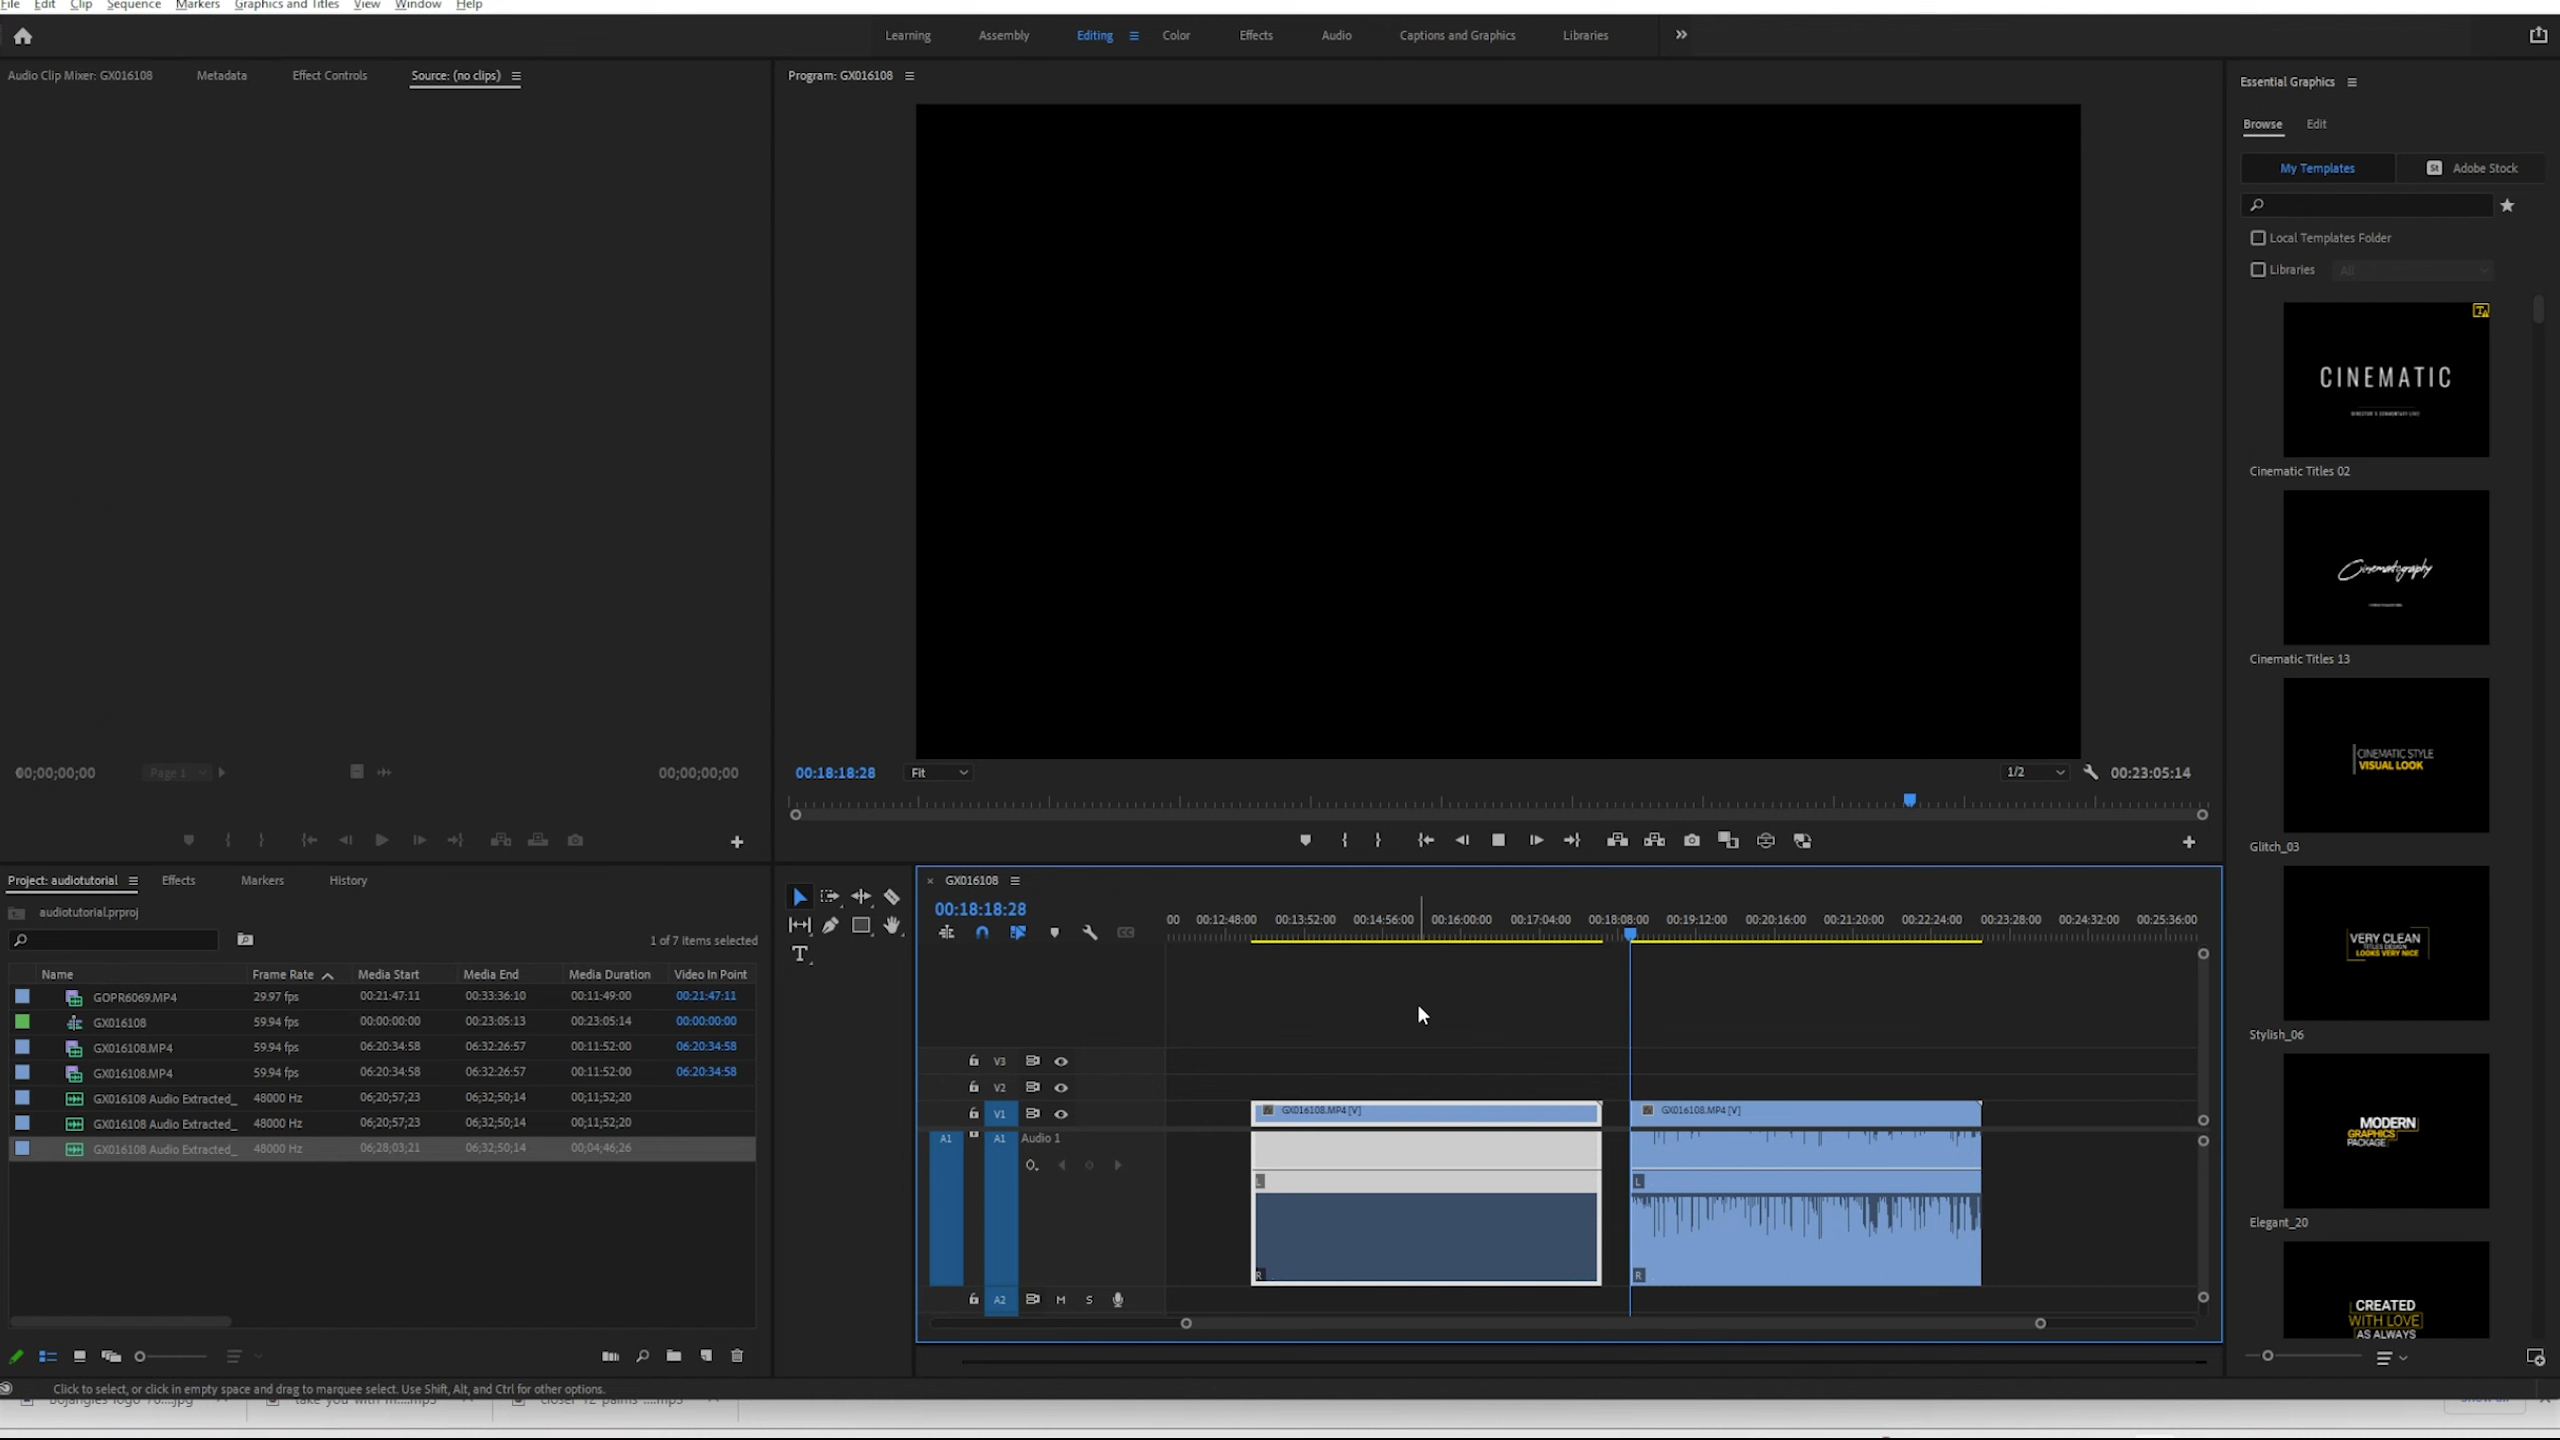 File Edit Clip Sequence Markers Graphics and Titles View Window Help
Learning Assembly Editing Color Effects Audio Captions and Graphics Libraries
Audio Clip Mixer: GX016108 Metadata Effect Controls Source: (no clips)
Program: GX016108
Essential Graphics
Browse Edit
My Templates St Adobe Stock
Local Templates Folder
Libraries All
CINEMATIC
Cinematic Titles 02
Cinematography
Cinematic Titles 13
CINEMATIC STYLE
VISUAL LOOK
Glitch_03
VERY CLEAN
TITLES DESIGN
LOOKS VERY NICE
Stylish_06
MODERN
GRAPHICS
PACKAGE
Elegant_20
CREATED
WITH LOVE
AS ALWAYS
00;00;00;00 Page 1 00;00;00;00
00:18:18:28 Fit 1/2 00:23:05:14
Project: audiotutorial Effects Markers History
audiotutorial.prproj
1 of 7 items selected
Name Frame Rate Media Start Media End Media Duration Video In Point
GOPR6069.MP4 29.97 fps 00:21:47:11 00:33:36:10 00:11:49:00 00:21:47:11
GX016108 59.94 fps 00:00:00:00 00:23:05:13 00:23:05:14 00:00:00:00
GX016108.MP4 59.94 fps 06:20:34:58 06:32:26:57 00:11:52:00 06:20:34:58
GX016108.MP4 59.94 fps 06:20:34:58 06:32:26:57 00:11:52:00 06:20:34:58
GX016108 Audio Extracted_ 48000 Hz 06;20;57;23 06;32;50;14 00;11;52;20
GX016108 Audio Extracted_ 48000 Hz 06;20;57;23 06;32;50;14 00;11;52;20
GX016108 Audio Extracted_ 48000 Hz 06;28;03;21 06;32;50;14 00;04;46;26
GX016108
00:18:18:28
00 00:12:48:00 00:13:52:00 00:14:56:00 00:16:00:00 00:17:04:00 00:18:08:00 00:19:12:00 00:20:16:00 00:21:20:00 00:22:24:00 00:23:28:00 00:24:32:00 00:25:36:00
V3
V2
V1 GX016108.MP4 [V] GX016108.MP4 [V]
A1 A1 Audio 1
L L
R R
A2 M S
Click to select, or click in empty space and drag to marquee select. Use Shift, Alt, and Ctrl for other options.